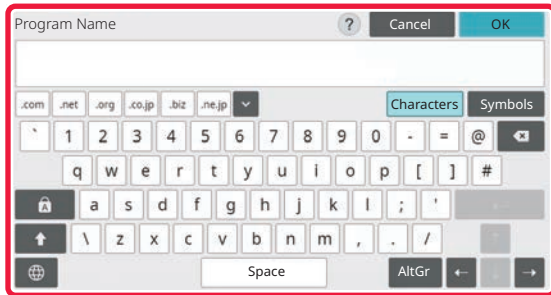 Program Name ? Cancel OK
.com .net .org .co.jp .biz .ne.jp Characters Symbols
` 1 2 3 4 5 6 7 8 9 0 - = @
q w e r t y u i o p [ ] #
A a s d f g h j k l ; '
\ z x c v b n m , . /
Space AltGr ← ↓ →